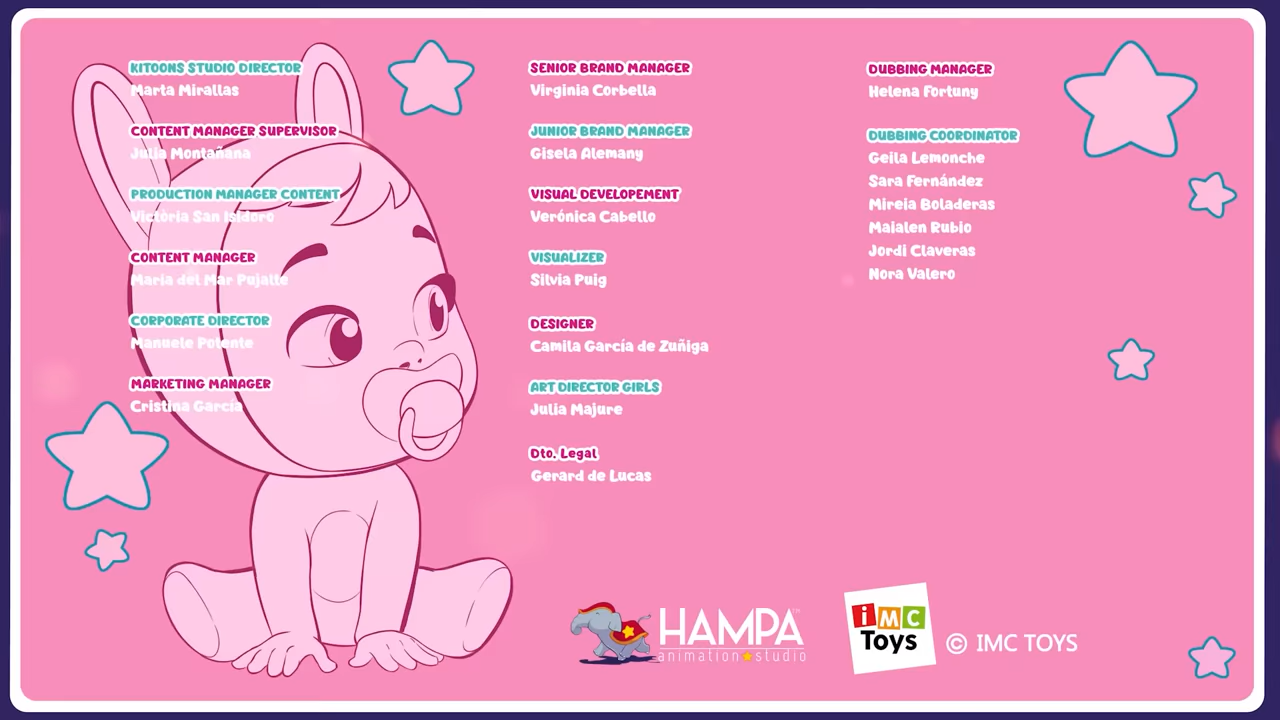 KITOONS STUDIO DIRECTOR
Marta Mirallas
CONTENT MANAGER SUPERVISOR
Julia Montañana
PRODUCTION MANAGER CONTENT
Victòria San Isidoro
CONTENT MANAGER
María del Mar Pujalte
CORPORATE DIRECTOR
Manuele Potente
MARKETING MANAGER
Cristina García
SENIOR BRAND MANAGER
Virginia Corbella
JUNIOR BRAND MANAGER
Gisela Alemany
VISUAL DEVELOPEMENT
Verónica Cabello
VISUALIZER
Silvia Puig
DESIGNER
Camila García de Zuñiga
ART DIRECTOR GIRLS
Julia Majure
Dto. Legal
Gerard de Lucas
DUBBING MANAGER
Helena Fortuny
DUBBING COORDINATOR
Geila Lemonche
Sara Fernández
Mireia Boladeras
Maialen Rubio
Jordi Claveras
Nora Valero
HAMPA™
animation studio
iMC
Toys
© IMC TOYS